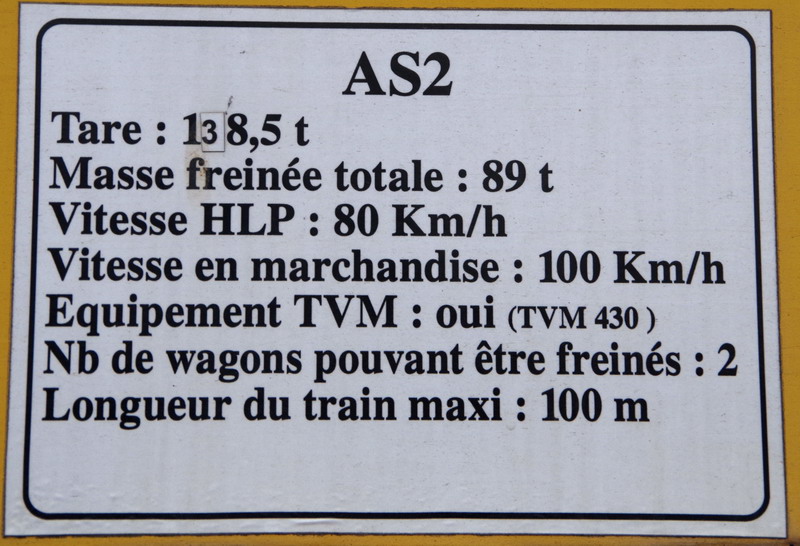 AS2
Tare : 138,5 t
Masse freinée totale : 89 t
Vitesse HLP : 80 Km/h
Vitesse en marchandise : 100 Km/h
Equipement TVM : oui (TVM 430 )
Nb de wagons pouvant être freinés : 2
Longueur du train maxi : 100 m